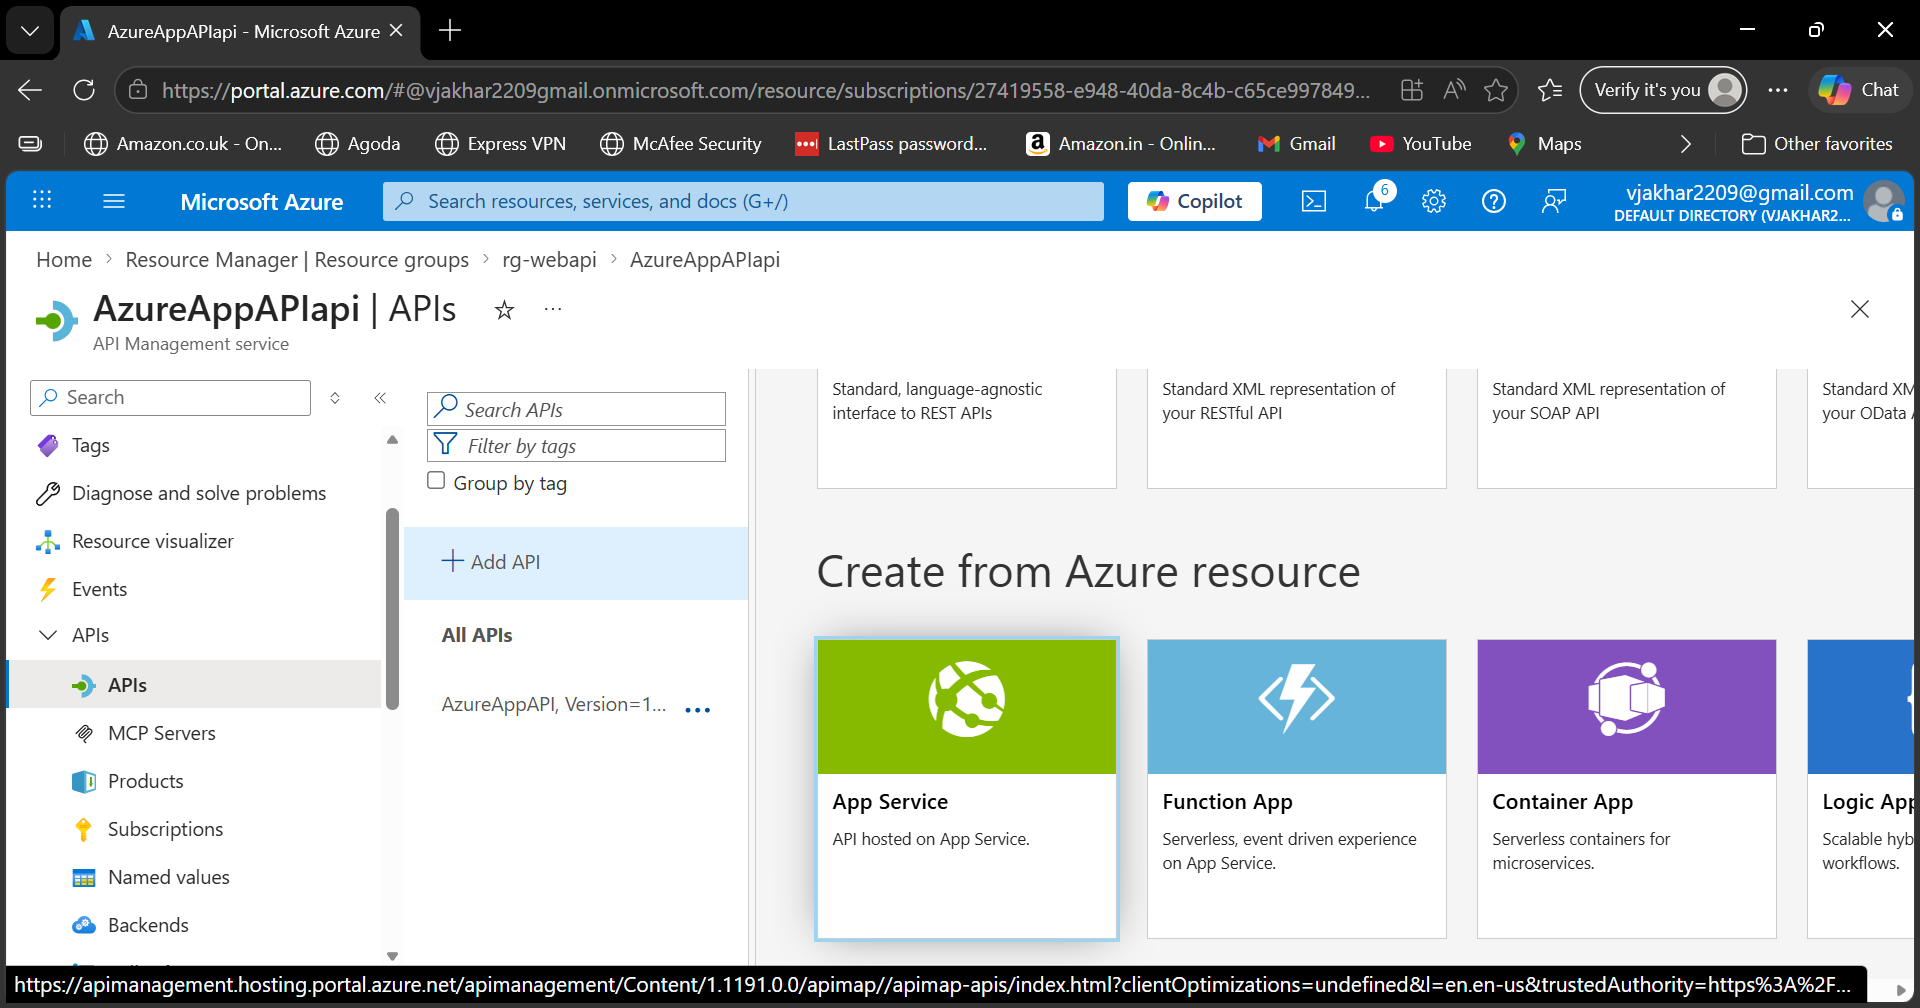 AzureAppAPIapi - Microsoft Azure
https://portal.azure.com/#@vjakhar2209gmail.onmicrosoft.com/resource/subscriptions/27419558-e948-40da-8c4b-c65ce997849...
Verify it's you
Chat
Amazon.co.uk - On...
Agoda
Express VPN
McAfee Security
LastPass password...
Amazon.in - Onlin...
Gmail
YouTube
Maps
Other favorites
Microsoft Azure
Search resources, services, and docs (G+/)
Copilot
6
vjakhar2209@gmail.com
DEFAULT DIRECTORY (VJAKHAR2...
Home > Resource Manager | Resource groups > rg-webapi > AzureAppAPIapi
AzureAppAPIapi | APIs
API Management service
Search
Tags
Diagnose and solve problems
Resource visualizer
Events
APIs
APIs
MCP Servers
Products
Subscriptions
Named values
Backends
Search APIs
Filter by tags
Group by tag
Add API
All APIs
AzureAppAPI, Version=1...
Standard, language-agnostic
interface to REST APIs
Standard XML representation of
your RESTful API
Standard XML representation of
your SOAP API
Standard XM
your OData
Create from Azure resource
App Service
API hosted on App Service.
Function App
Serverless, event driven experience
on App Service.
Container App
Serverless containers for
microservices.
Logic App
Scalable hyb
workflows.
https://apimanagement.hosting.portal.azure.net/apimanagement/Content/1.1191.0.0/apimap//apimap-apis/index.html?clientOptimizations=undefined&l=en.en-us&trustedAuthority=https%3A%2F...